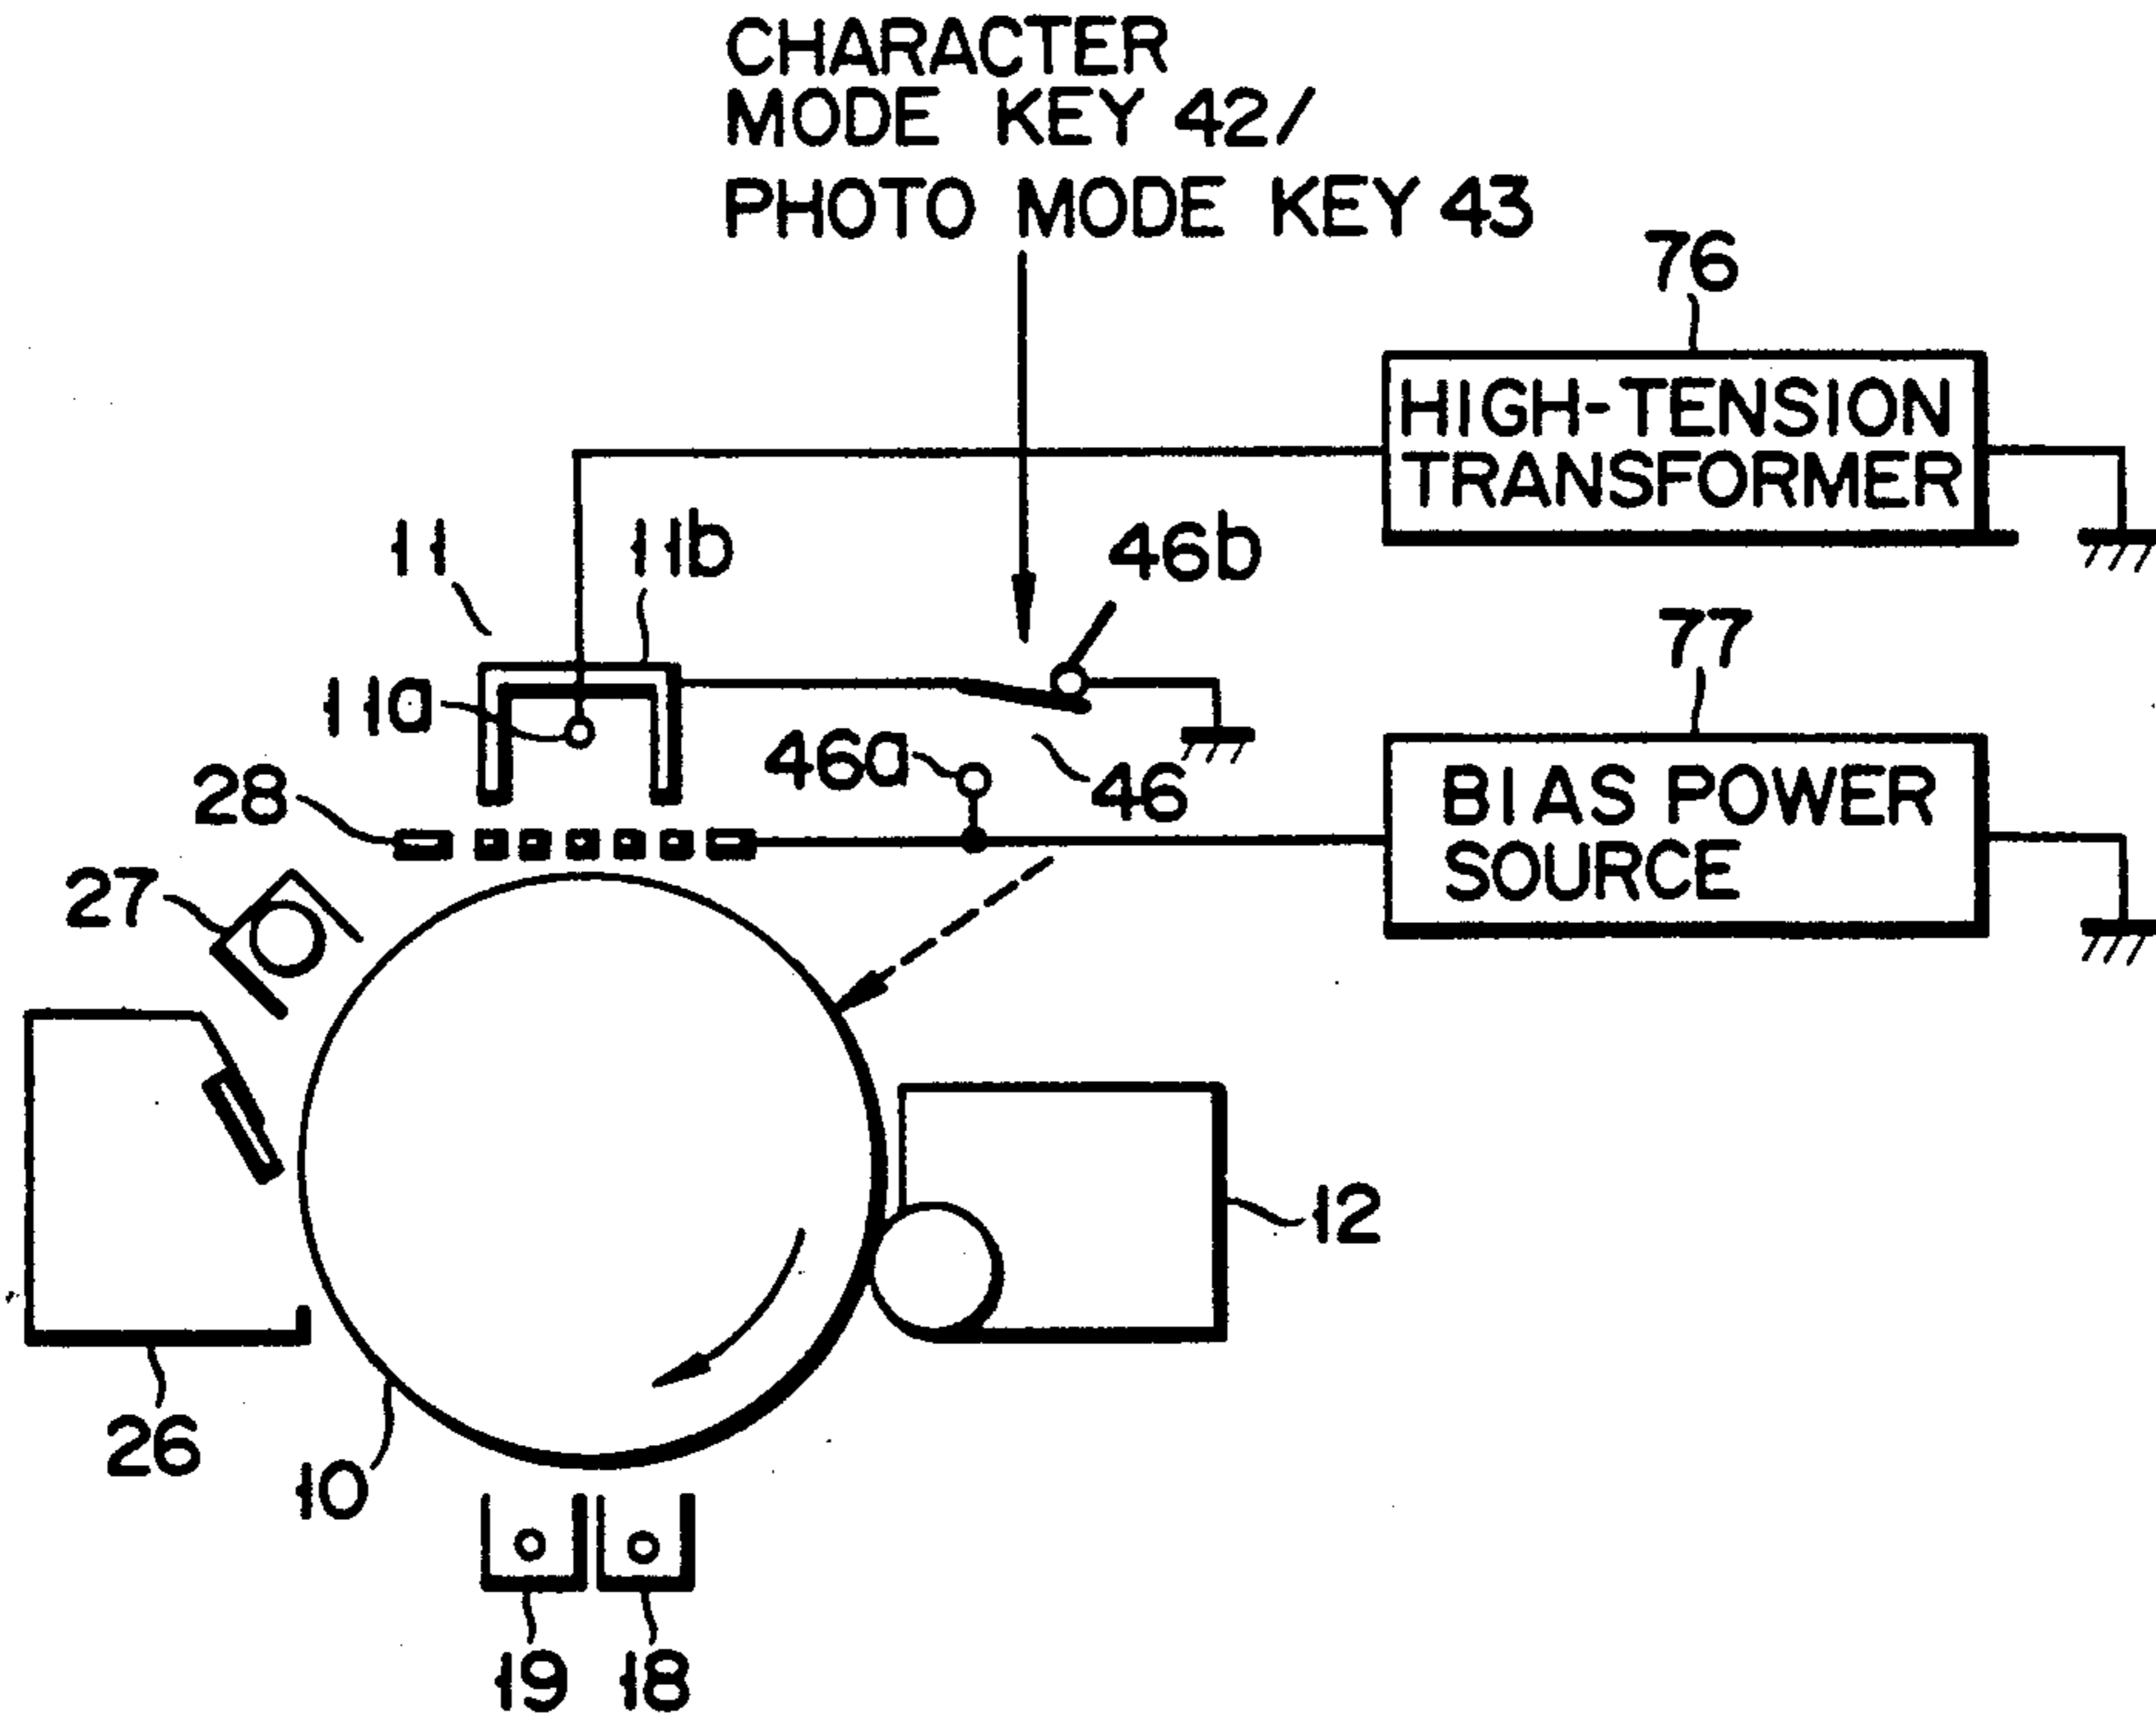 CHARACTER
MODE KEY 42/
PHOTO MODE KEY 43
76
HIGH-TENSION
TRANSFORMER
11
11b
46b
77
11a
46a
46
28
BIAS POWER
SOURCE
27
12
26
10
19
18